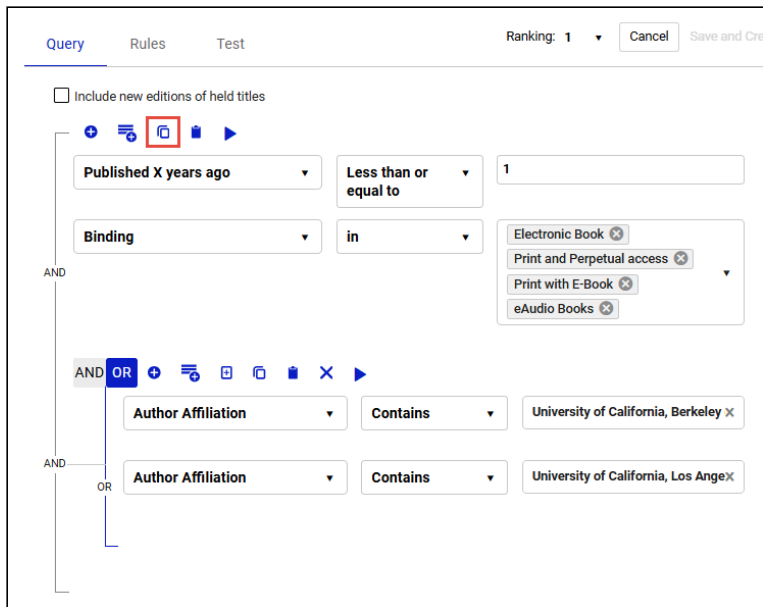 Query Rules Test Ranking: 1 Cancel Save and Cre
Include new editions of held titles
Published X years ago Less than or equal to 1
Binding in Electronic Book
Print and Perpetual access
AND
Print with E-Book
eAudio Books
AND OR
Author Affiliation Contains University of California, Berkeley
AND
Author Affiliation Contains University of California, Los Ange
OR